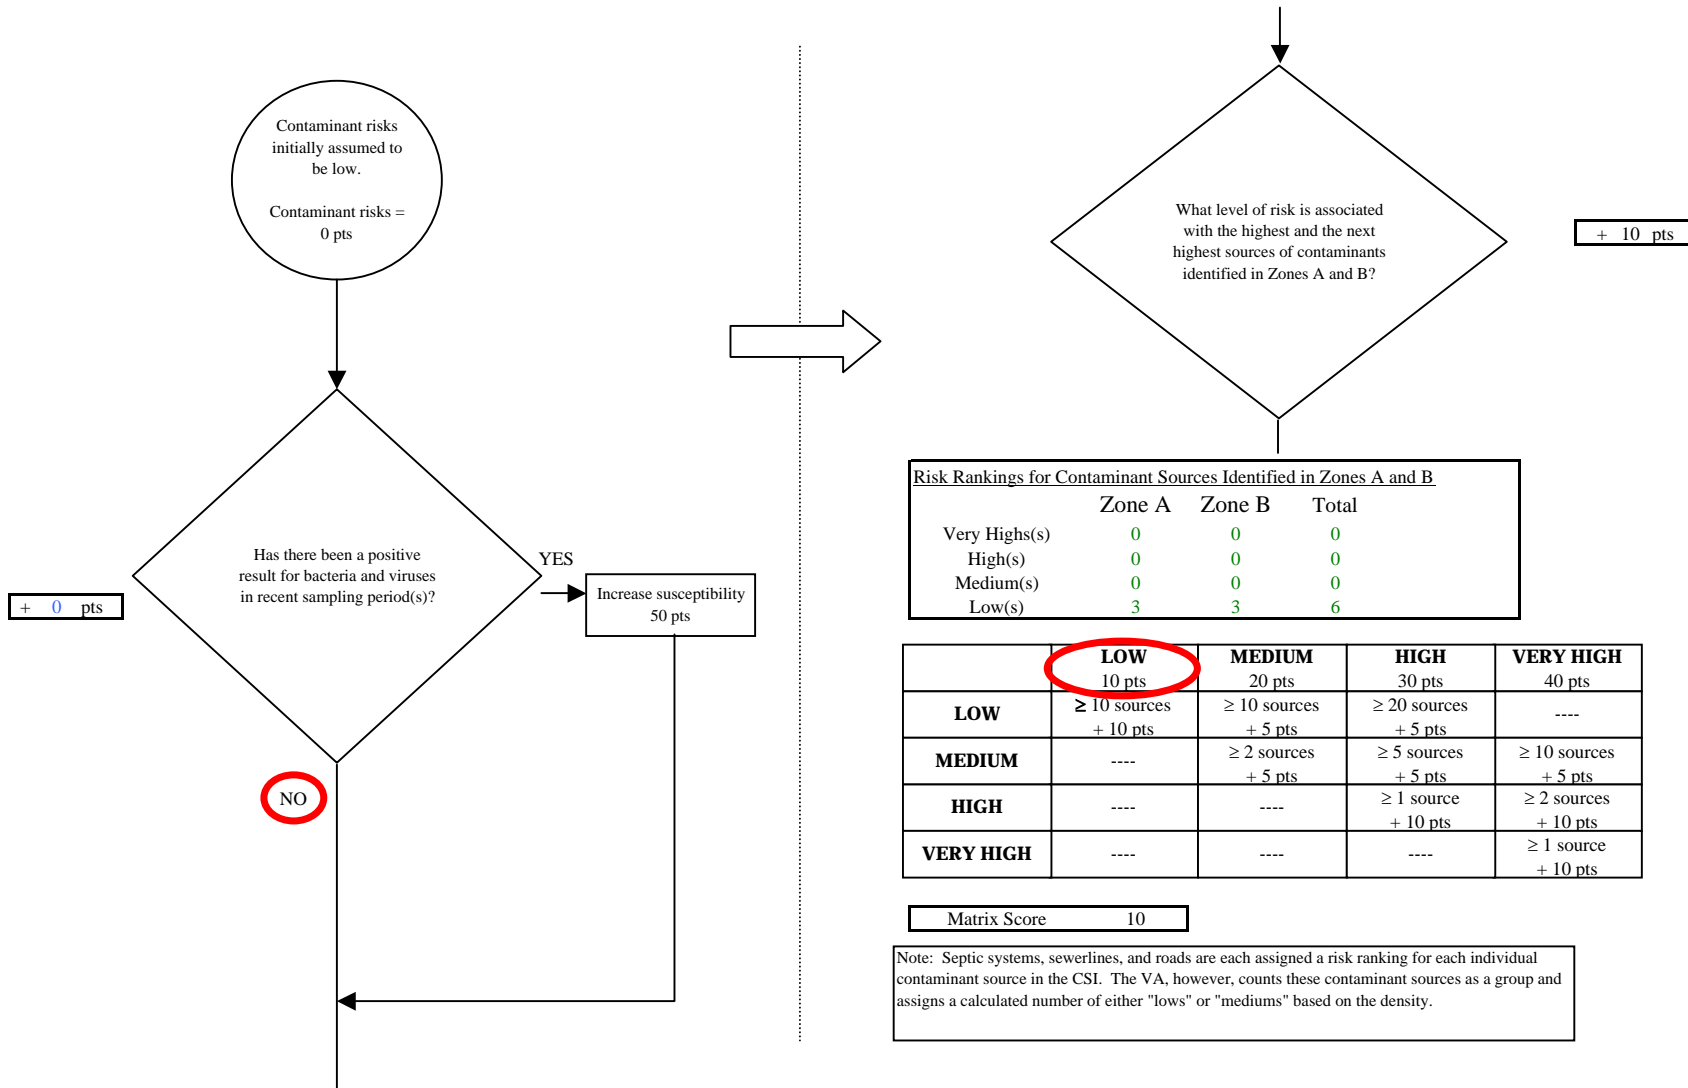 Contaminant risks
initially assumed to
be low.
Contaminant risks =
0 pts
Has there been a positive
result for bacteria and viruses
in recent sampling period(s)?
+ 0 pts
YES
Increase susceptibility
50 pts
NO
What level of risk is associated
with the highest and the next
highest sources of contaminants
identified in Zones A and B?
+ 10 pts
Risk Rankings for Contaminant Sources Identified in Zones A and B
Zone A Zone B Total
Very Highs(s) 0 0 0
High(s) 0 0 0
Medium(s) 0 0 0
Low(s) 3 3 6
LOW MEDIUM HIGH VERY HIGH
10 pts 20 pts 30 pts 40 pts
LOW ≥ 10 sources ≥ 10 sources ≥ 20 sources ----
+ 10 pts + 5 pts + 5 pts
MEDIUM ---- ≥ 2 sources ≥ 5 sources ≥ 10 sources
+ 5 pts + 5 pts + 5 pts
HIGH ---- ---- ≥ 1 source ≥ 2 sources
+ 10 pts + 10 pts
VERY HIGH ---- ---- ---- ≥ 1 source
+ 10 pts
Matrix Score 10
Note: Septic systems, sewerlines, and roads are each assigned a risk ranking for each individual
contaminant source in the CSI. The VA, however, counts these contaminant sources as a group and
assigns a calculated number of either "lows" or "mediums" based on the density.